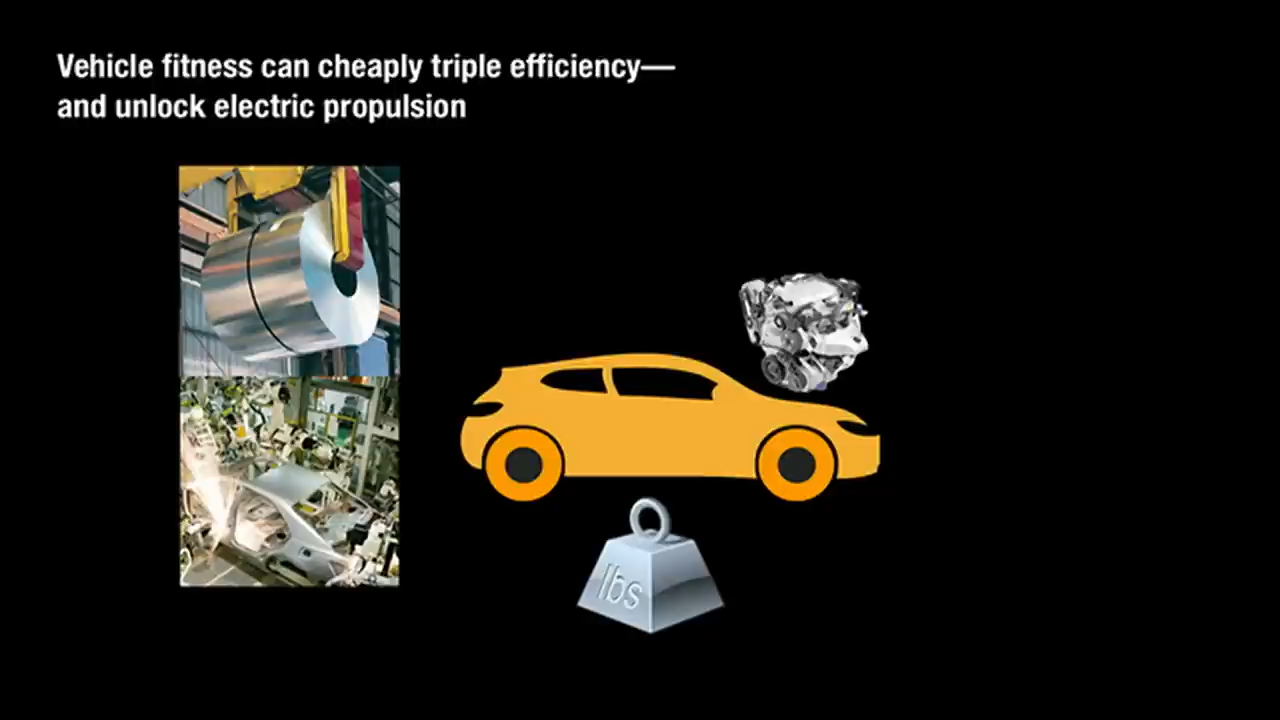 Vehicle fitness can cheaply triple efficiency—
and unlock electric propulsion
lbs